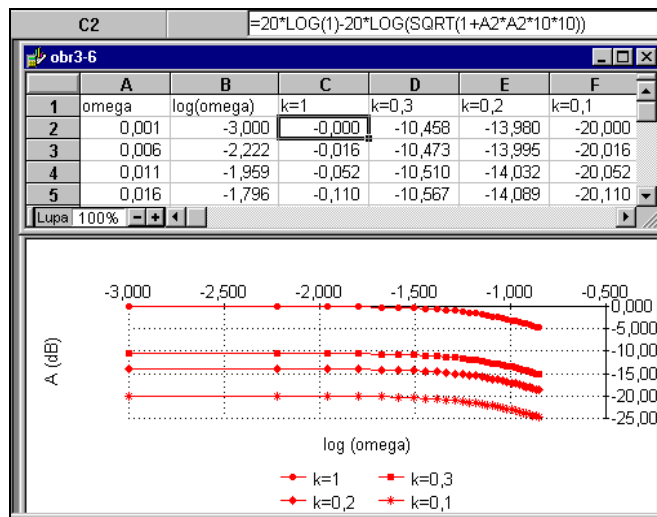 C2 =20*LOG(1)-20*LOG(SQRT(1+A2*A2*10*10))
obr3-6
A B C D E F
1 omega log(omega) k=1 k=0,3 k=0,2 k=0,1
2 0,001 -3,000 -0,000 -10,458 -13,980 -20,000
3 0,006 -2,222 -0,016 -10,473 -13,995 -20,016
4 0,011 -1,959 -0,052 -10,510 -14,032 -20,052
5 0,016 -1,796 -0,110 -10,567 -14,089 -20,110
Lupa 100%
-3,000 -2,500 -2,000 -1,500 -1,000 -0,500
0,000
-5,000
-10,00
-15,00
-20,00
-25,00
A (dB)
log (omega)
k=1 k=0,3
k=0,2 k=0,1